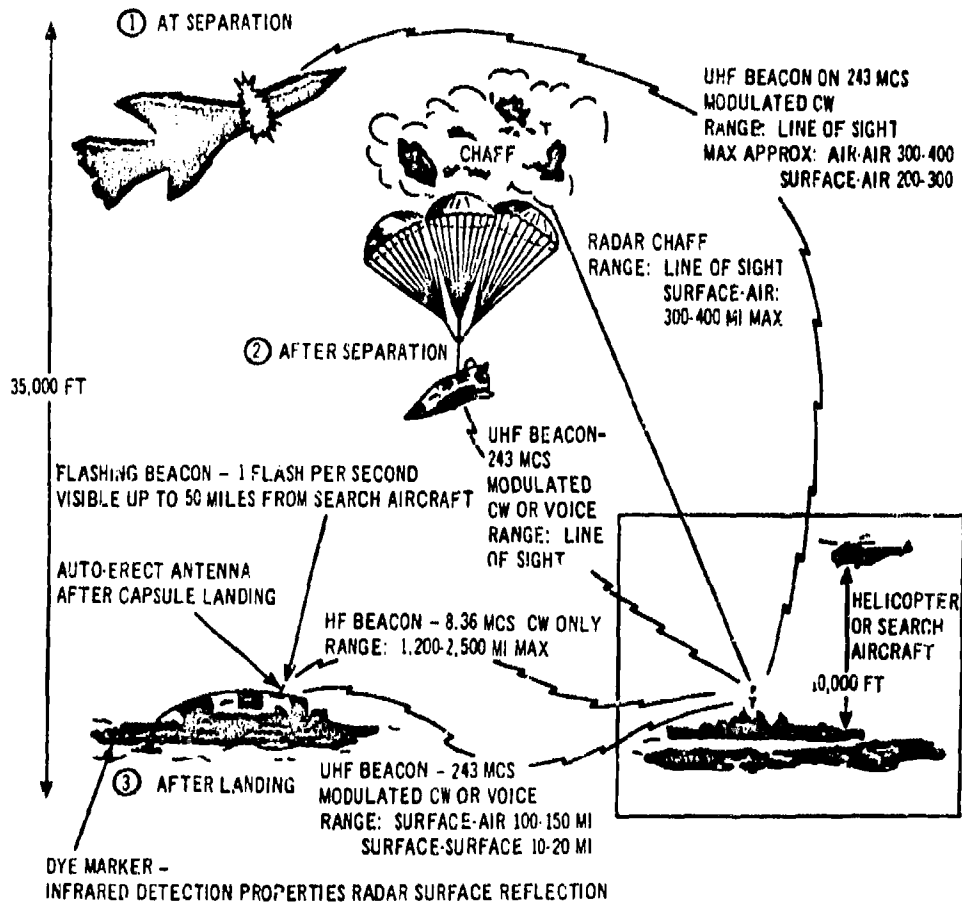 ① AT SEPARATION
UHF BEACON ON 243 MCS
MODULATED CW
RANGE: LINE OF SIGHT
MAX APPROX: AIR-AIR 300-400
SURFACE-AIR 200-300
CHAFF
RADAR CHAFF
RANGE: LINE OF SIGHT
SURFACE-AIR:
300-400 MI MAX
② AFTER SEPARATION
35,000 FT
UHF BEACON-
243 MCS
MODULATED
CW OR VOICE
RANGE: LINE
OF SIGHT
FLASHING BEACON - 1 FLASH PER SECOND
VISIBLE UP TO 50 MILES FROM SEARCH AIRCRAFT
AUTO-ERECT ANTENNA
AFTER CAPSULE LANDING
HF BEACON - 8.36 MCS CW ONLY
RANGE: 1,200-2,500 MI MAX
HELICOPTER
OR SEARCH
AIRCRAFT
10,000 FT
③ AFTER LANDING
UHF BEACON - 243 MCS
MODULATED CW OR VOICE
RANGE: SURFACE-AIR 100-150 MI
SURFACE-SURFACE 10-20 MI
DYE MARKER -
INFRARED DETECTION PROPERTIES RADAR SURFACE REFLECTION